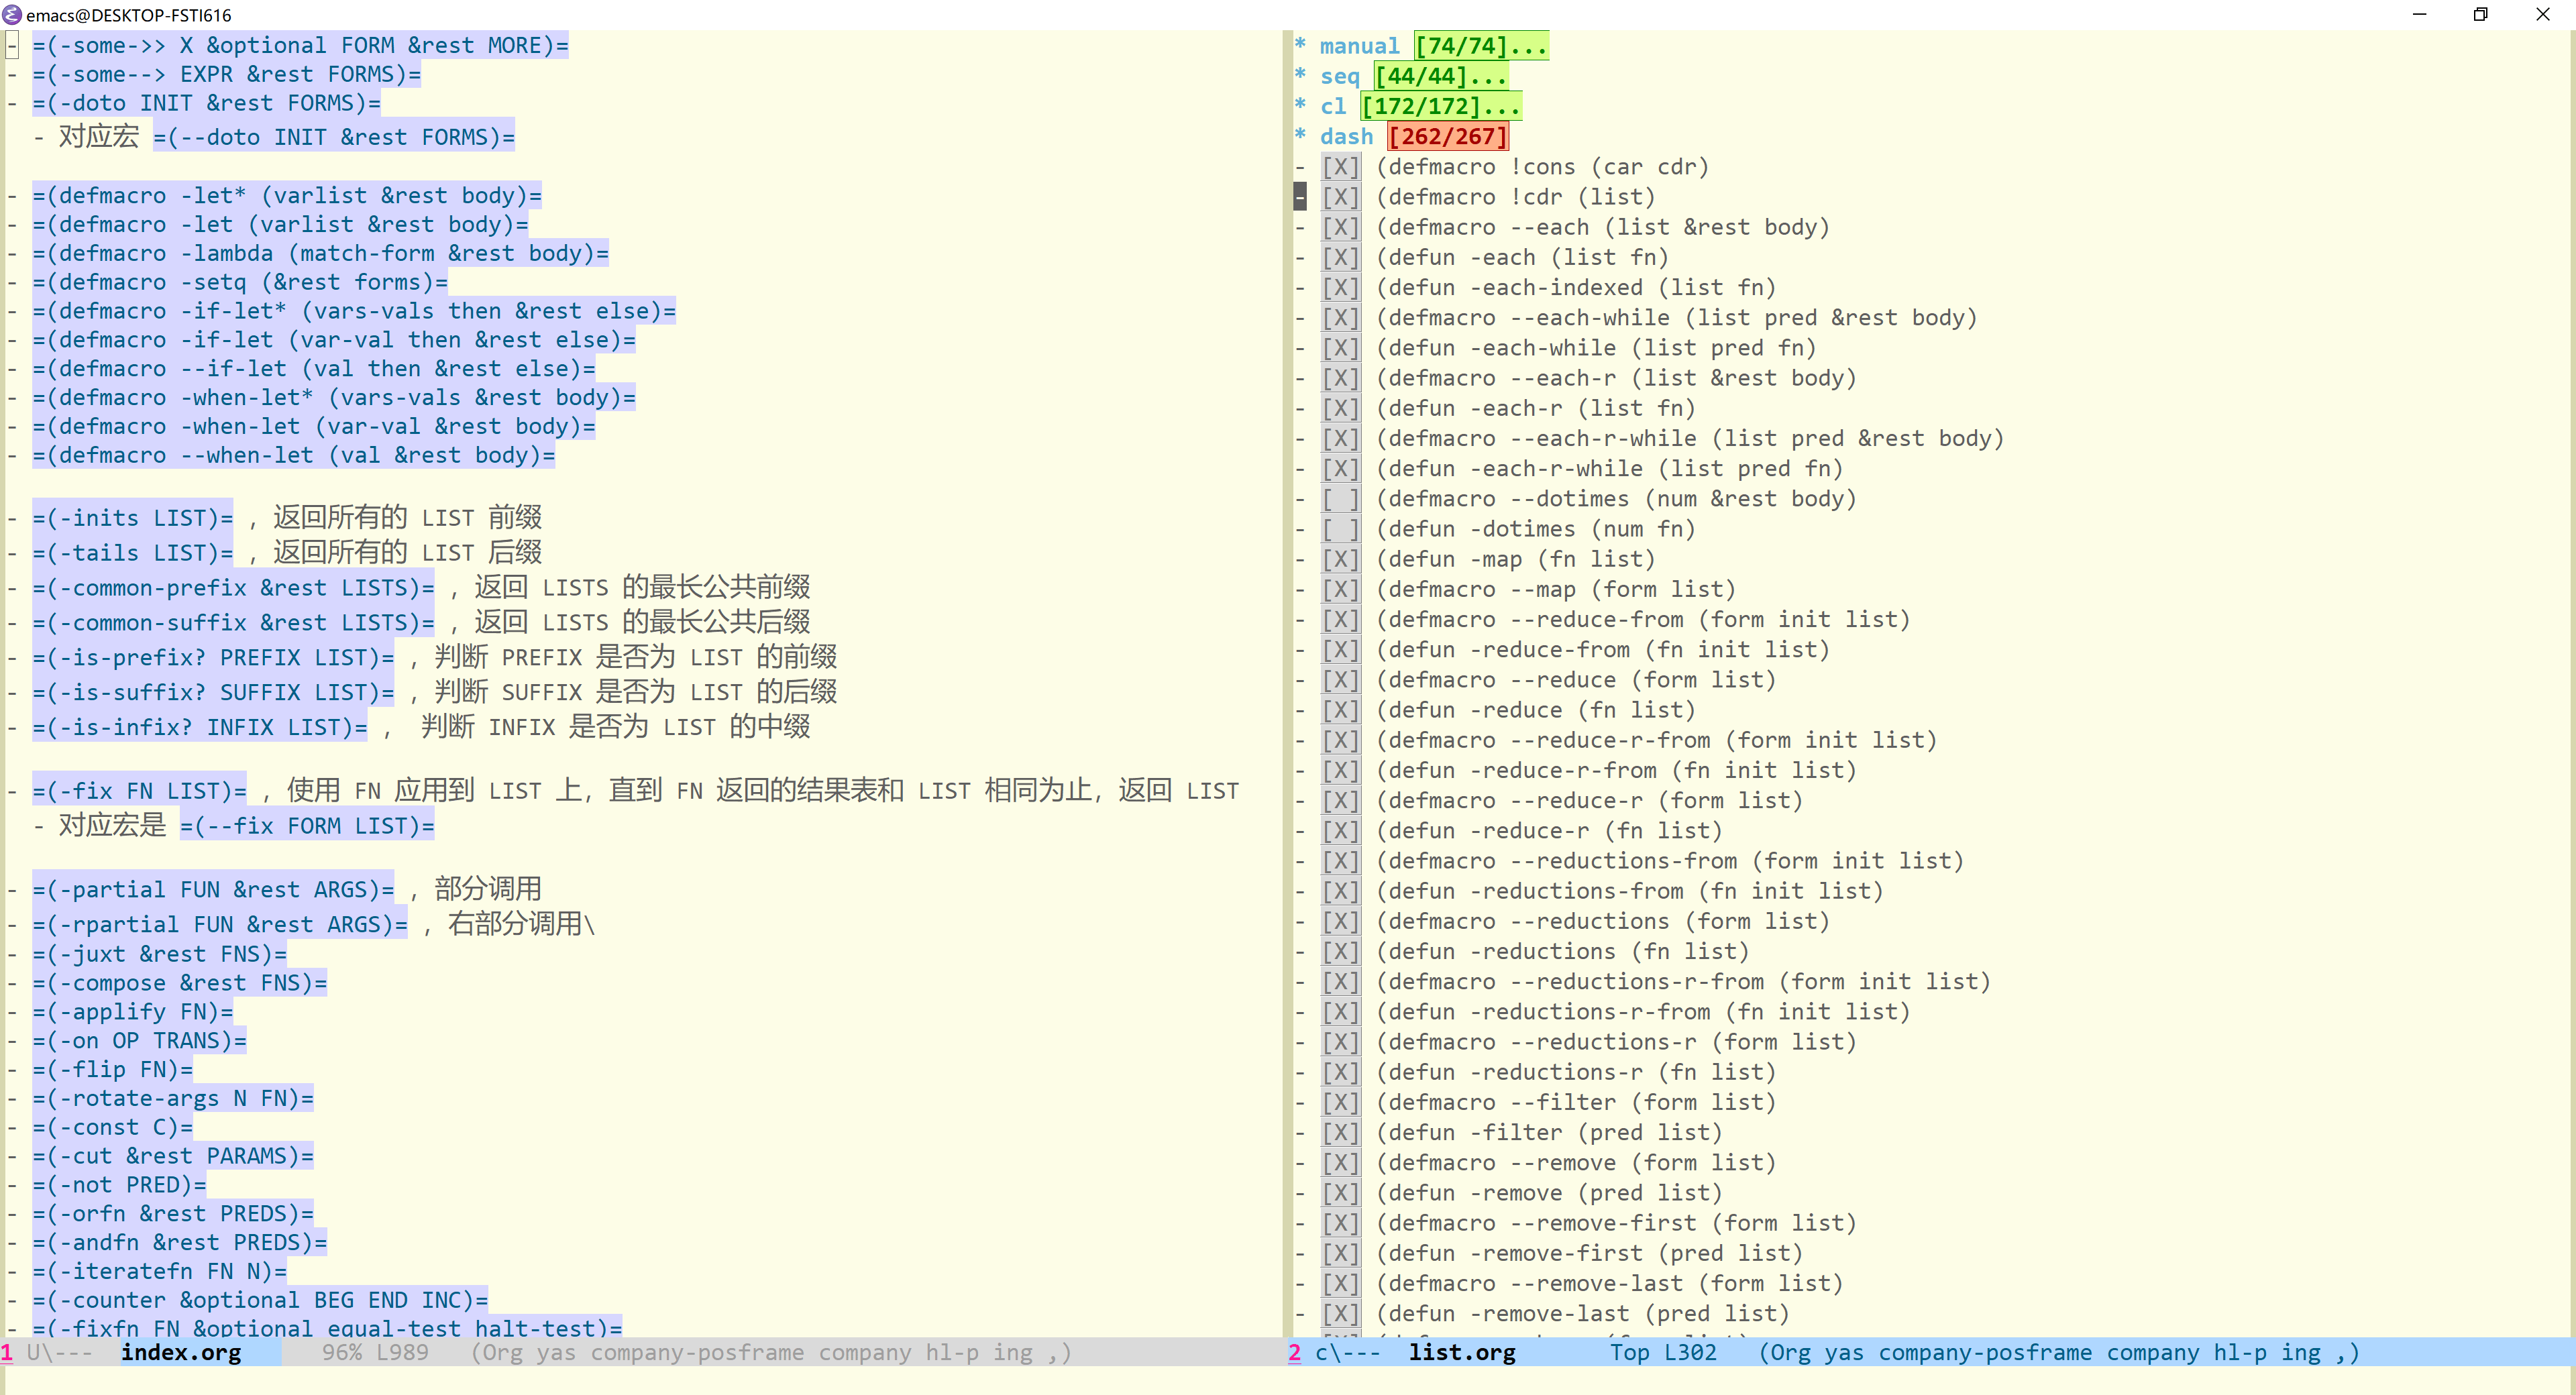 emacs@DESKTOP-FSTI616
- =(-some->> X &optional FORM &rest MORE)=
- =(-some--> EXPR &rest FORMS)=
- =(-doto INIT &rest FORMS)=
- 对应宏 =(--doto INIT &rest FORMS)=
- =(defmacro -let* (varlist &rest body)=
- =(defmacro -let (varlist &rest body)=
- =(defmacro -lambda (match-form &rest body)=
- =(defmacro -setq (&rest forms)=
- =(defmacro -if-let* (vars-vals then &rest else)=
- =(defmacro -if-let (var-val then &rest else)=
- =(defmacro --if-let (val then &rest else)=
- =(defmacro -when-let* (vars-vals &rest body)=
- =(defmacro -when-let (var-val &rest body)=
- =(defmacro --when-let (val &rest body)=
- =(-inits LIST)= , 返回所有的 LIST 前缀
- =(-tails LIST)= , 返回所有的 LIST 后缀
- =(-common-prefix &rest LISTS)= , 返回 LISTS 的最长公共前缀
- =(-common-suffix &rest LISTS)= , 返回 LISTS 的最长公共后缀
- =(-is-prefix? PREFIX LIST)= , 判断 PREFIX 是否为 LIST 的前缀
- =(-is-suffix? SUFFIX LIST)= , 判断 SUFFIX 是否为 LIST 的后缀
- =(-is-infix? INFIX LIST)= , 判断 INFIX 是否为 LIST 的中缀
- =(-fix FN LIST)= , 使用 FN 应用到 LIST 上, 直到 FN 返回的结果表和 LIST 相同为止, 返回 LIST
- 对应宏是 =(--fix FORM LIST)=
- =(-partial FUN &rest ARGS)= , 部分调用
- =(-rpartial FUN &rest ARGS)= , 右部分调用\
- =(-juxt &rest FNS)=
- =(-compose &rest FNS)=
- =(-applify FN)=
- =(-on OP TRANS)=
- =(-flip FN)=
- =(-rotate-args N FN)=
- =(-const C)=
- =(-cut &rest PARAMS)=
- =(-not PRED)=
- =(-orfn &rest PREDS)=
- =(-andfn &rest PREDS)=
- =(-iteratefn FN N)=
- =(-counter &optional BEG END INC)=
- =(-fixfn FN &optional equal-test halt-test)=
1 U\--- index.org 96% L989 (Org yas company-posframe company hl-p ing ,)
* manual [74/74]...
* seq [44/44]...
* cl [172/172]...
* dash [262/267]
- [X] (defmacro !cons (car cdr)
- [X] (defmacro !cdr (list)
- [X] (defmacro --each (list &rest body)
- [X] (defun -each (list fn)
- [X] (defun -each-indexed (list fn)
- [X] (defmacro --each-while (list pred &rest body)
- [X] (defun -each-while (list pred fn)
- [X] (defmacro --each-r (list &rest body)
- [X] (defun -each-r (list fn)
- [X] (defmacro --each-r-while (list pred &rest body)
- [X] (defun -each-r-while (list pred fn)
- [ ] (defmacro --dotimes (num &rest body)
- [ ] (defun -dotimes (num fn)
- [X] (defun -map (fn list)
- [X] (defmacro --map (form list)
- [X] (defmacro --reduce-from (form init list)
- [X] (defun -reduce-from (fn init list)
- [X] (defmacro --reduce (form list)
- [X] (defun -reduce (fn list)
- [X] (defmacro --reduce-r-from (form init list)
- [X] (defun -reduce-r-from (fn init list)
- [X] (defmacro --reduce-r (form list)
- [X] (defun -reduce-r (fn list)
- [X] (defmacro --reductions-from (form init list)
- [X] (defun -reductions-from (fn init list)
- [X] (defmacro --reductions (form list)
- [X] (defun -reductions (fn list)
- [X] (defmacro --reductions-r-from (form init list)
- [X] (defun -reductions-r-from (fn init list)
- [X] (defmacro --reductions-r (form list)
- [X] (defun -reductions-r (fn list)
- [X] (defmacro --filter (form list)
- [X] (defun -filter (pred list)
- [X] (defmacro --remove (form list)
- [X] (defun -remove (pred list)
- [X] (defmacro --remove-first (form list)
- [X] (defun -remove-first (pred list)
- [X] (defmacro --remove-last (form list)
- [X] (defun -remove-last (pred list)
2 c\--- list.org Top L302 (Org yas company-posframe company hl-p ing ,)